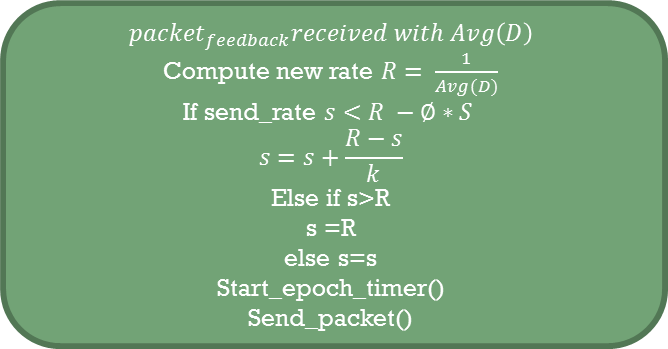 packet_feedback received with Avg(D)
Compute new rate R = 1/Avg(D)
If send_rate s < R − ∅ * S
s = s + (R − s)/k
Else if s>R
s =R
else s=s
Start_epoch_timer()
Send_packet()